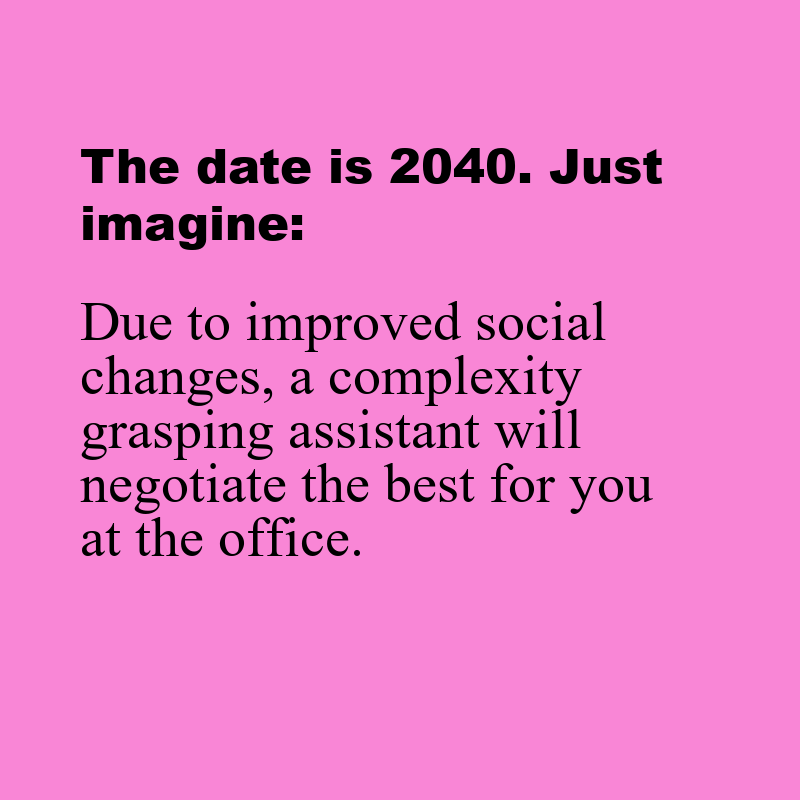 The date is 2040. Just
imagine:
Due to improved social
changes, a complexity
grasping assistant will
negotiate the best for you
at the office.